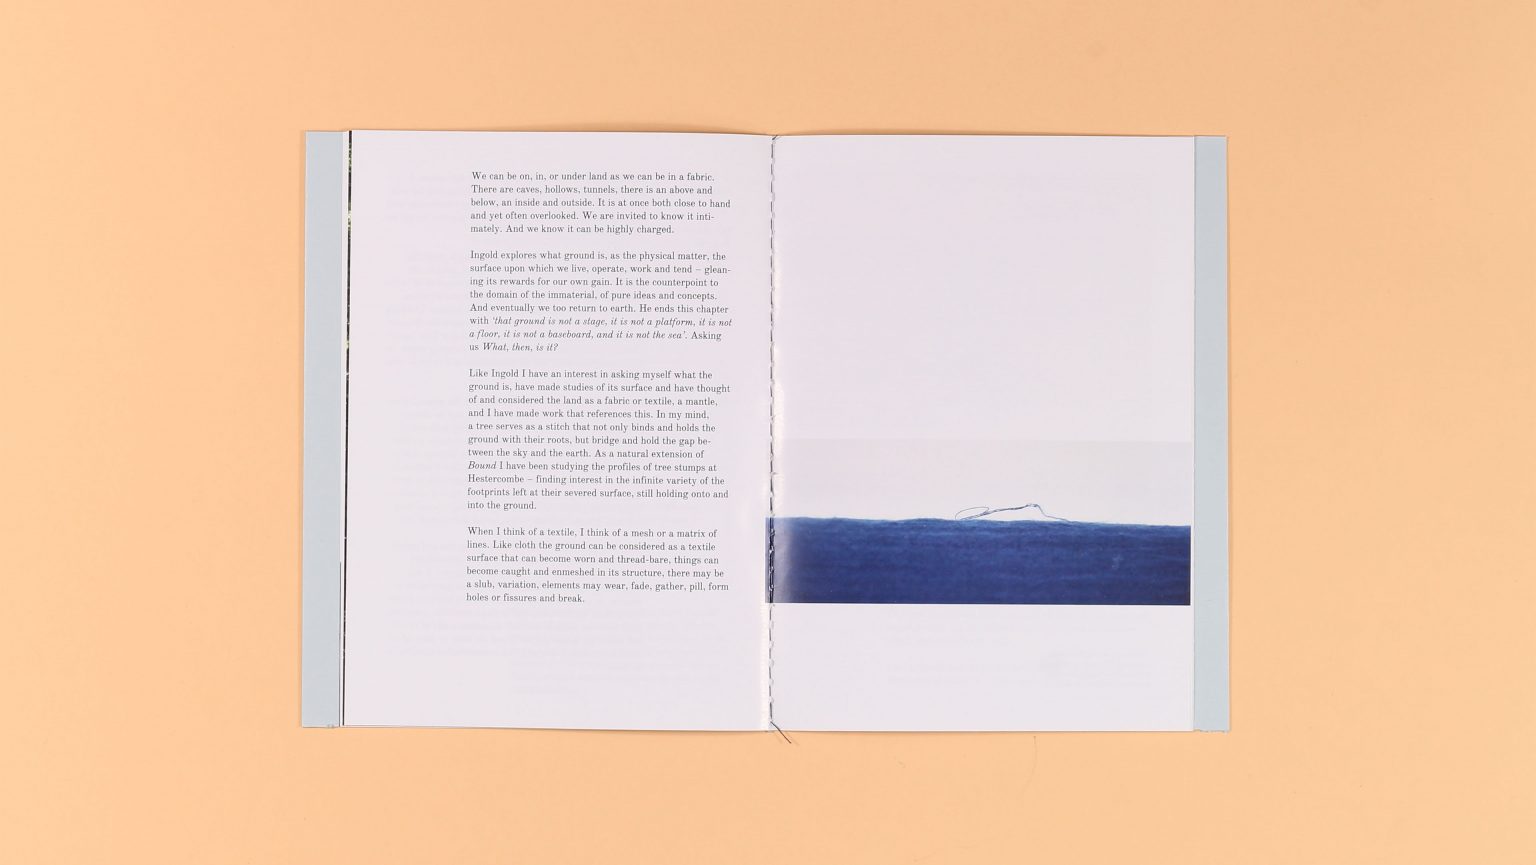 We can be on, in, or under land as we can be in a fabric.
There are caves, hollows, tunnels, there is an above and
below, an inside and outside. It is at once both close to hand
and yet often overlooked. We are invited to know it inti-
mately. And we know it can be highly charged.
Ingold explores what ground is, as the physical matter, the
surface upon which we live, operate, work and tend – glean-
ing its rewards for our own gain. It is the counterpoint to
the domain of the immaterial, of pure ideas and concepts.
And eventually we too return to earth. He ends this chapter
with ‘that ground is not a stage, it is not a platform, it is not
a floor, it is not a baseboard, and it is not the sea’. Asking
us What, then, is it?
Like Ingold I have an interest in asking myself what the
ground is, have made studies of its surface and have thought
of and considered the land as a fabric or textile, a mantle,
and I have made work that references this. In my mind,
a tree serves as a stitch that not only binds and holds the
ground with their roots, but bridge and hold the gap be-
tween the sky and the earth. As a natural extension of
Bound I have been studying the profiles of tree stumps at
Hestercombe – finding interest in the infinite variety of the
footprints left at their severed surface, still holding onto and
into the ground.
When I think of a textile, I think of a mesh or a matrix of
lines. Like cloth the ground can be considered as a textile
surface that can become worn and thread-bare, things can
become caught and enmeshed in its structure, there may be
a slub, variation, elements may wear, fade, gather, pill, form
holes or fissures and break.